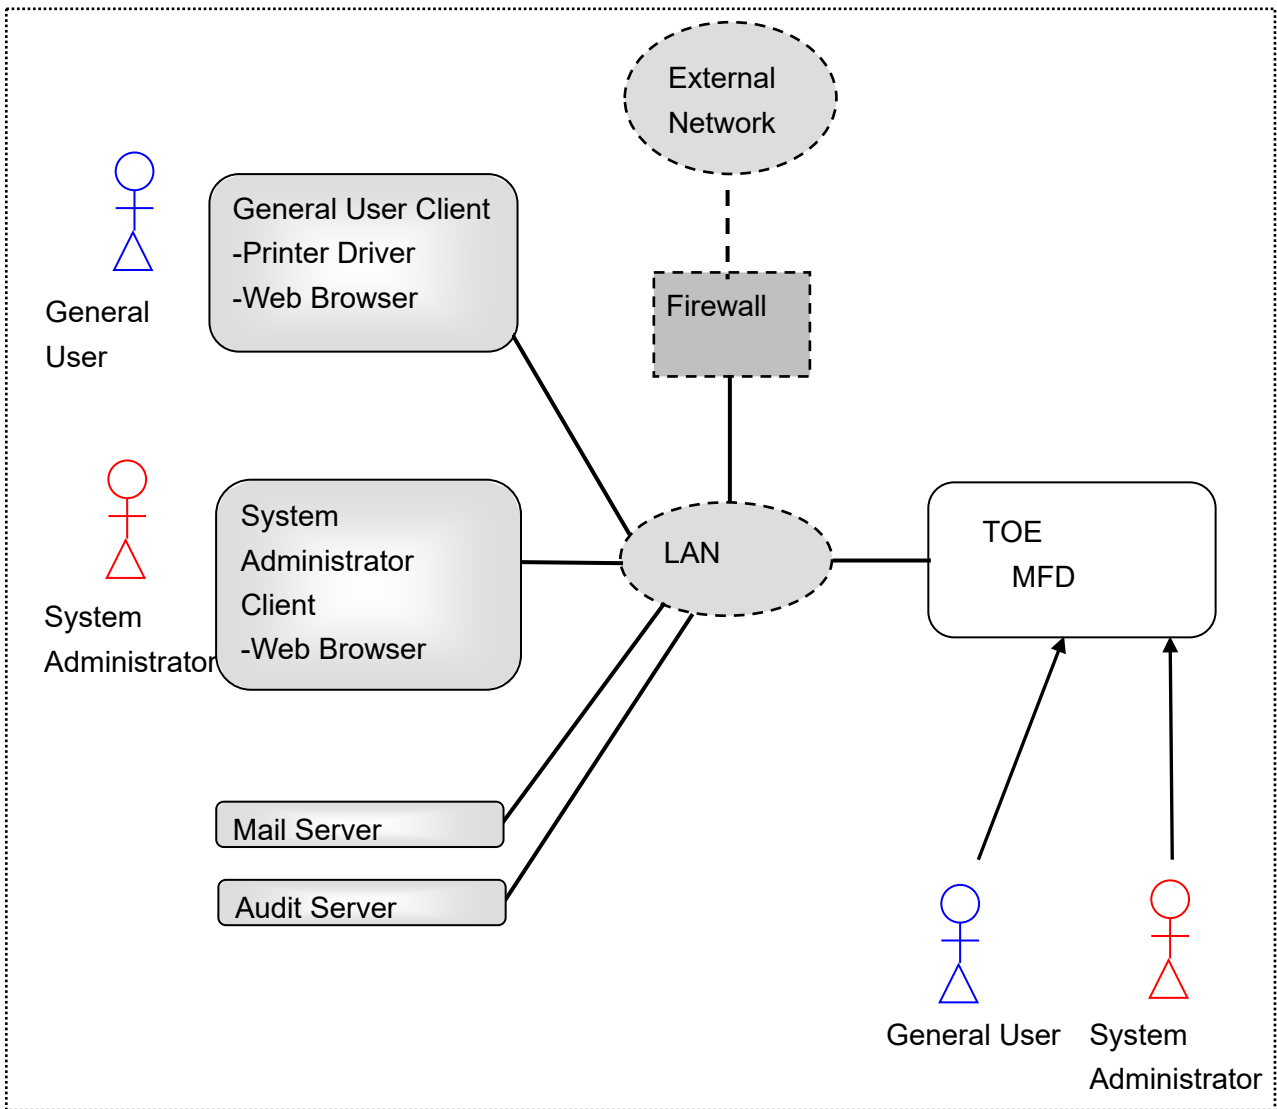 External
Network
General User Client
-Printer Driver
-Web Browser
General
User
Firewall
System
Administrator
Client
-Web Browser
System
Administrator
LAN
TOE
MFD
Mail Server
Audit Server
General User
System
Administrator